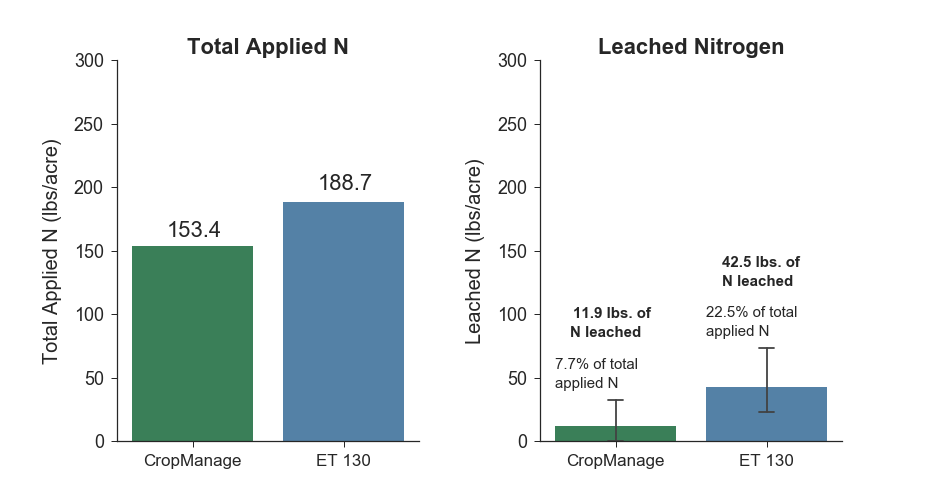 Total Applied N
Total Applied N (lbs/acre)
300
250
200
150
100
50
0
153.4
188.7
CropManage
ET 130
Leached Nitrogen
Leached N (lbs/acre)
300
250
200
150
100
50
0
11.9 lbs. of
N leached
7.7% of total
applied N
42.5 lbs. of
N leached
22.5% of total
applied N
CropManage
ET 130